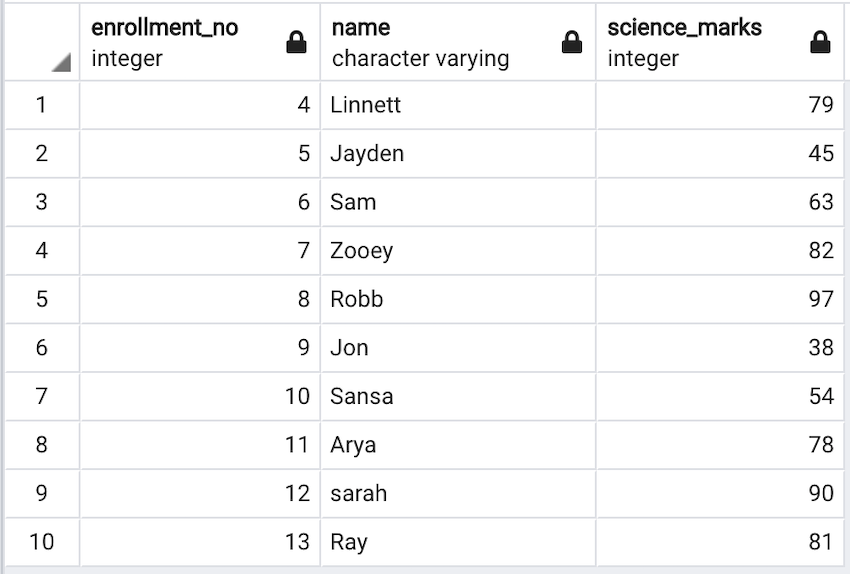 enrollment_no name science_marks
integer character varying integer
1 4 Linnett 79
2 5 Jayden 45
3 6 Sam 63
4 7 Zooey 82
5 8 Robb 97
6 9 Jon 38
7 10 Sansa 54
8 11 Arya 78
9 12 sarah 90
10 13 Ray 81